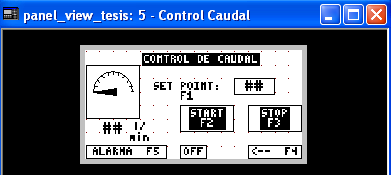 panel_view_tesis: 5 - Control Caudal
CONTROL DE CAUDAL
SET POINT: ##
F1
START
F2
STOP
F3
## l/
min
ALARMA F5 OFF <-- F4